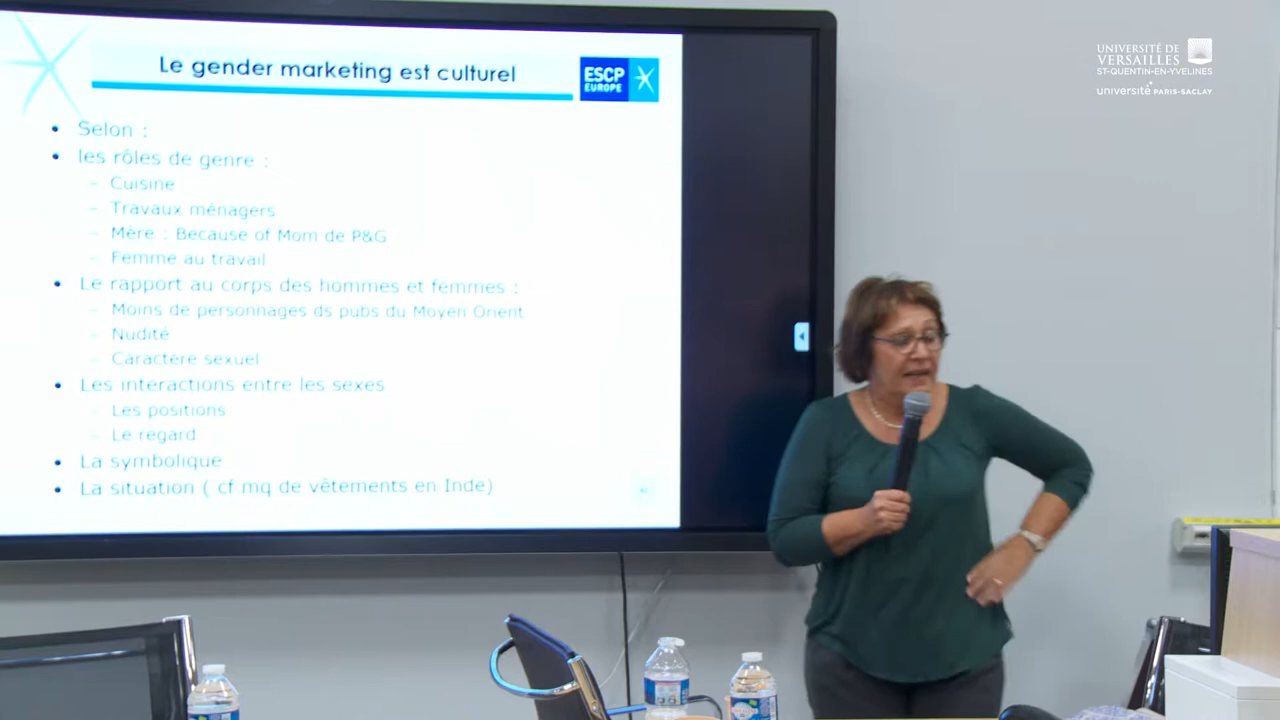 Le gender marketing est culturel
ESCP
EUROPE
• Selon :
• les rôles de genre :
– Cuisine
– Travaux ménagers
– Mère : Because of Mom de P&G
– Femme au travail
• Le rapport au corps des hommes et femmes :
– Moins de personnages ds pubs du Moyen Orient
– Nudité
– Caractère sexuel
• Les interactions entre les sexes
– Les positions
– Le regard
• La symbolique
• La situation ( cf mq de vêtements en Inde)
UNIVERSITÉ DE
VERSAILLES
ST-QUENTIN-EN-YVELINES
université PARIS-SACLAY